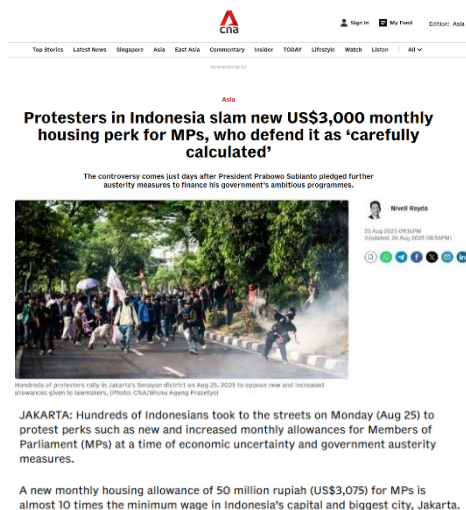 cna
Sign In
My Feed
Edition: Asia
Top Stories Latest News Singapore Asia East Asia Commentary Insider TODAY Lifestyle Watch Listen All
ADVERTISEMENT
Asia
Protesters in Indonesia slam new US$3,000 monthly
housing perk for MPs, who defend it as ‘carefully
calculated’
The controversy comes just days after President Prabowo Subianto pledged further
austerity measures to finance his government's ambitious programmes.
Nivell Rayda
25 Aug 2025 09:16PM
(Updated: 26 Aug 2025 08:56PM)
Hundreds of protesters rally in Jakarta's Senayan district on Aug 25, 2025 to oppose new and increased
allowances given to lawmakers. (Photo: CNA/Wisnu Agung Prasetyo)
JAKARTA: Hundreds of Indonesians took to the streets on Monday (Aug 25) to
protest perks such as new and increased monthly allowances for Members of
Parliament (MPs) at a time of economic uncertainty and government austerity
measures.
A new monthly housing allowance of 50 million rupiah (US$3,075) for MPs is
almost 10 times the minimum wage in Indonesia's capital and biggest city, Jakarta.